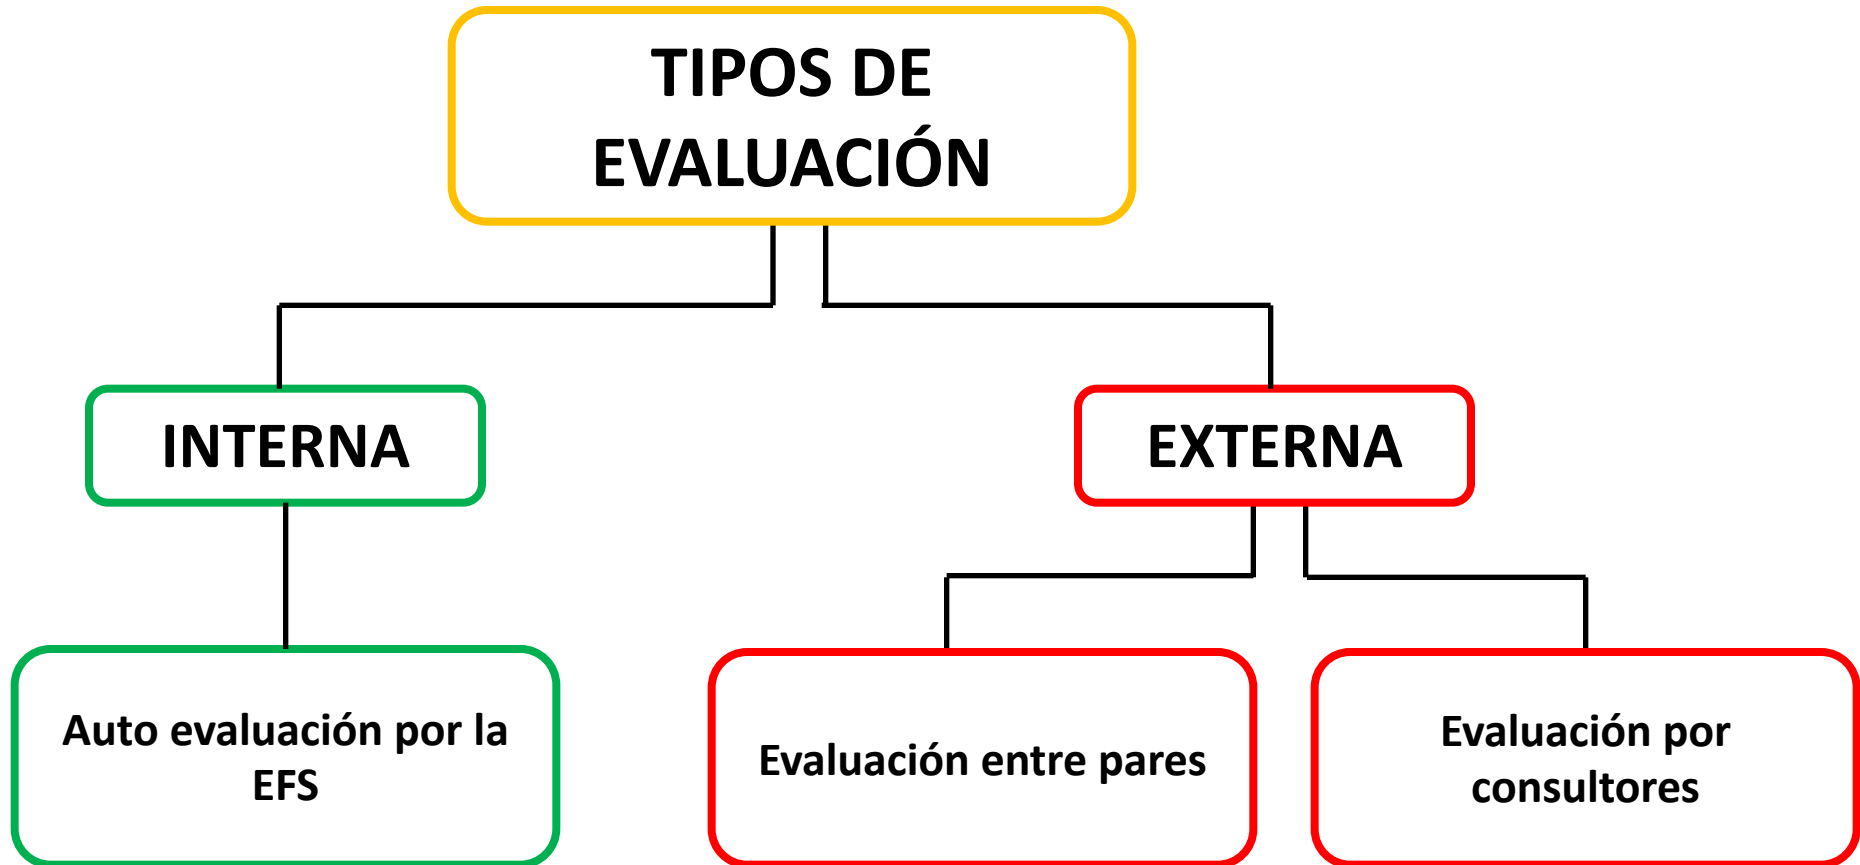 TIPOS DE
EVALUACIÓN
INTERNA
EXTERNA
Auto evaluación por la
EFS
Evaluación entre pares
Evaluación por
consultores